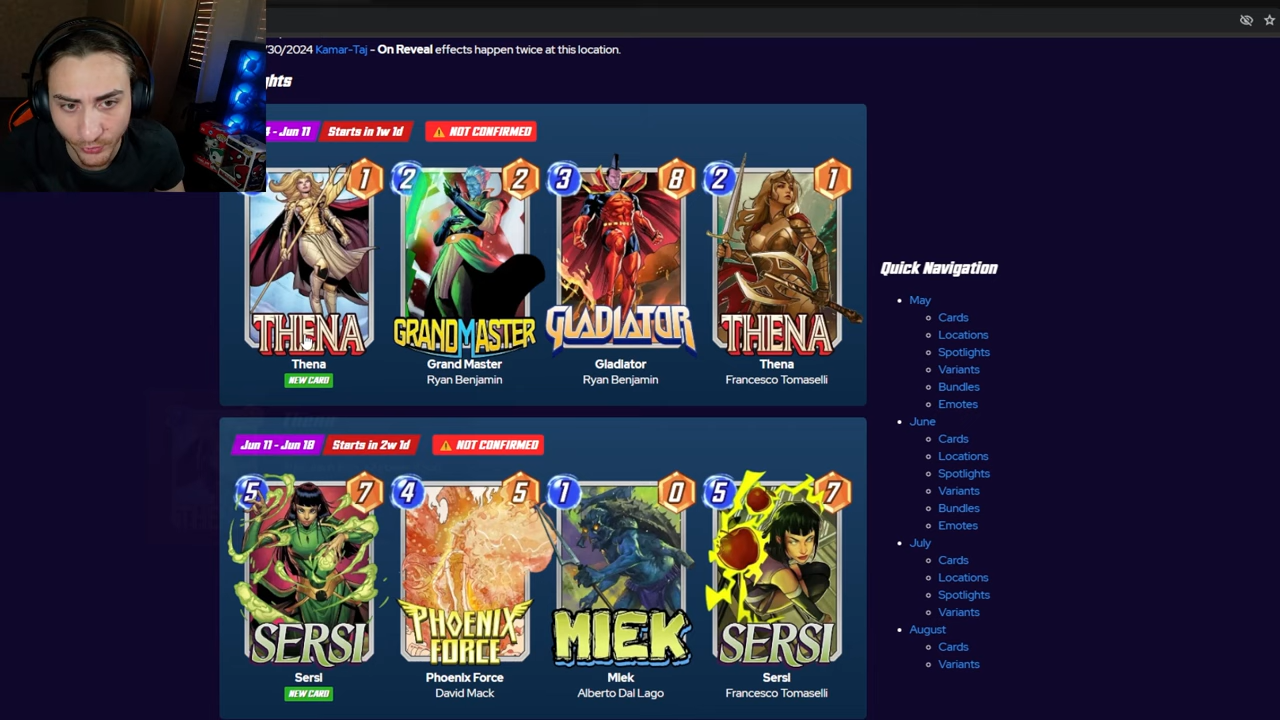 /30/2024 Kamar-Taj - On Reveal effects happen twice at this location.
ghts
- Jun 11 Starts in 1w 1d NOT CONFIRMED
1 2 2 3 8 2 1
THENA GRANDMASTER GLADIATOR THENA
Thena Grand Master Gladiator Thena
NEW CARD Ryan Benjamin Ryan Benjamin Francesco Tomaselli
Quick Navigation
May
Cards
Locations
Spotlights
Variants
Bundles
Emotes
June
Cards
Locations
Spotlights
Variants
Bundles
Emotes
July
Cards
Locations
Spotlights
Variants
August
Cards
Variants
Jun 11 - Jun 18 Starts in 2w 1d NOT CONFIRMED
5 7 4 5 1 0 5 7
SERSI PHOENIX FORCE MIEK SERSI
Sersi Phoenix Force Miek Sersi
NEW CARD David Mack Alberto Dal Lago Francesco Tomaselli